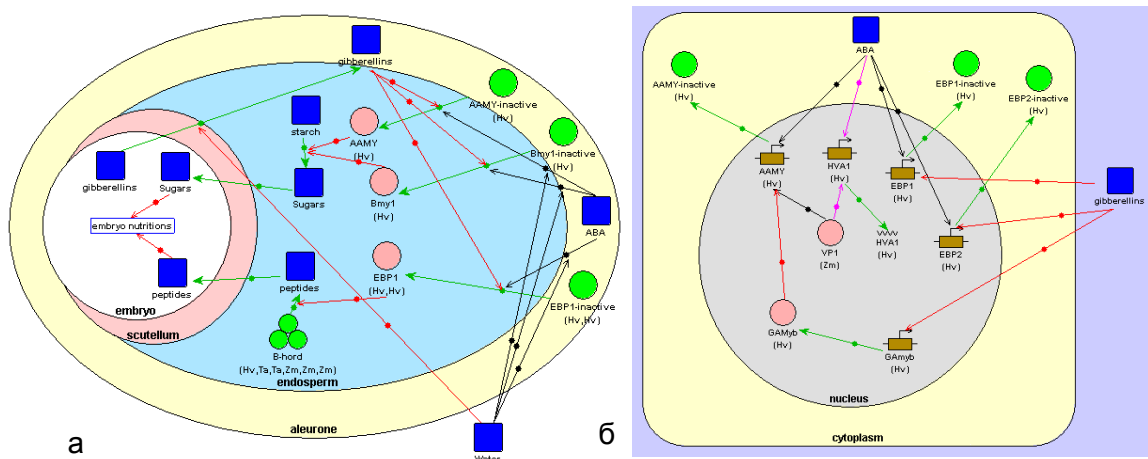 gibberellins
AAMY-inactive
(Hv)
starch
AAMY
(Hv)
Bmy1-inactive
(Hv)
gibberellins
Sugars
Sugars
Bmy1
(Hv)
ABA
embryo nutritions
EBP1
(Hv,Hv)
peptides
peptides
EBP1-inactive
(Hv,Hv)
embryo
scutellum
B-hord
(Hv,Ta,Ta,Zm,Zm,Zm)
endosperm
aleurone
Water
а
ABA
AAMY-inactive
(Hv)
EBP1-inactive
(Hv)
EBP2-inactive
(Hv)
AAMY
(Hv)
HVA1
(Hv)
EBP1
(Hv)
gibberellins
VP1
(Zm)
HVA1
(Hv)
EBP2
(Hv)
GAMyb
(Hv)
GAmyb
(Hv)
nucleus
cytoplasm
б